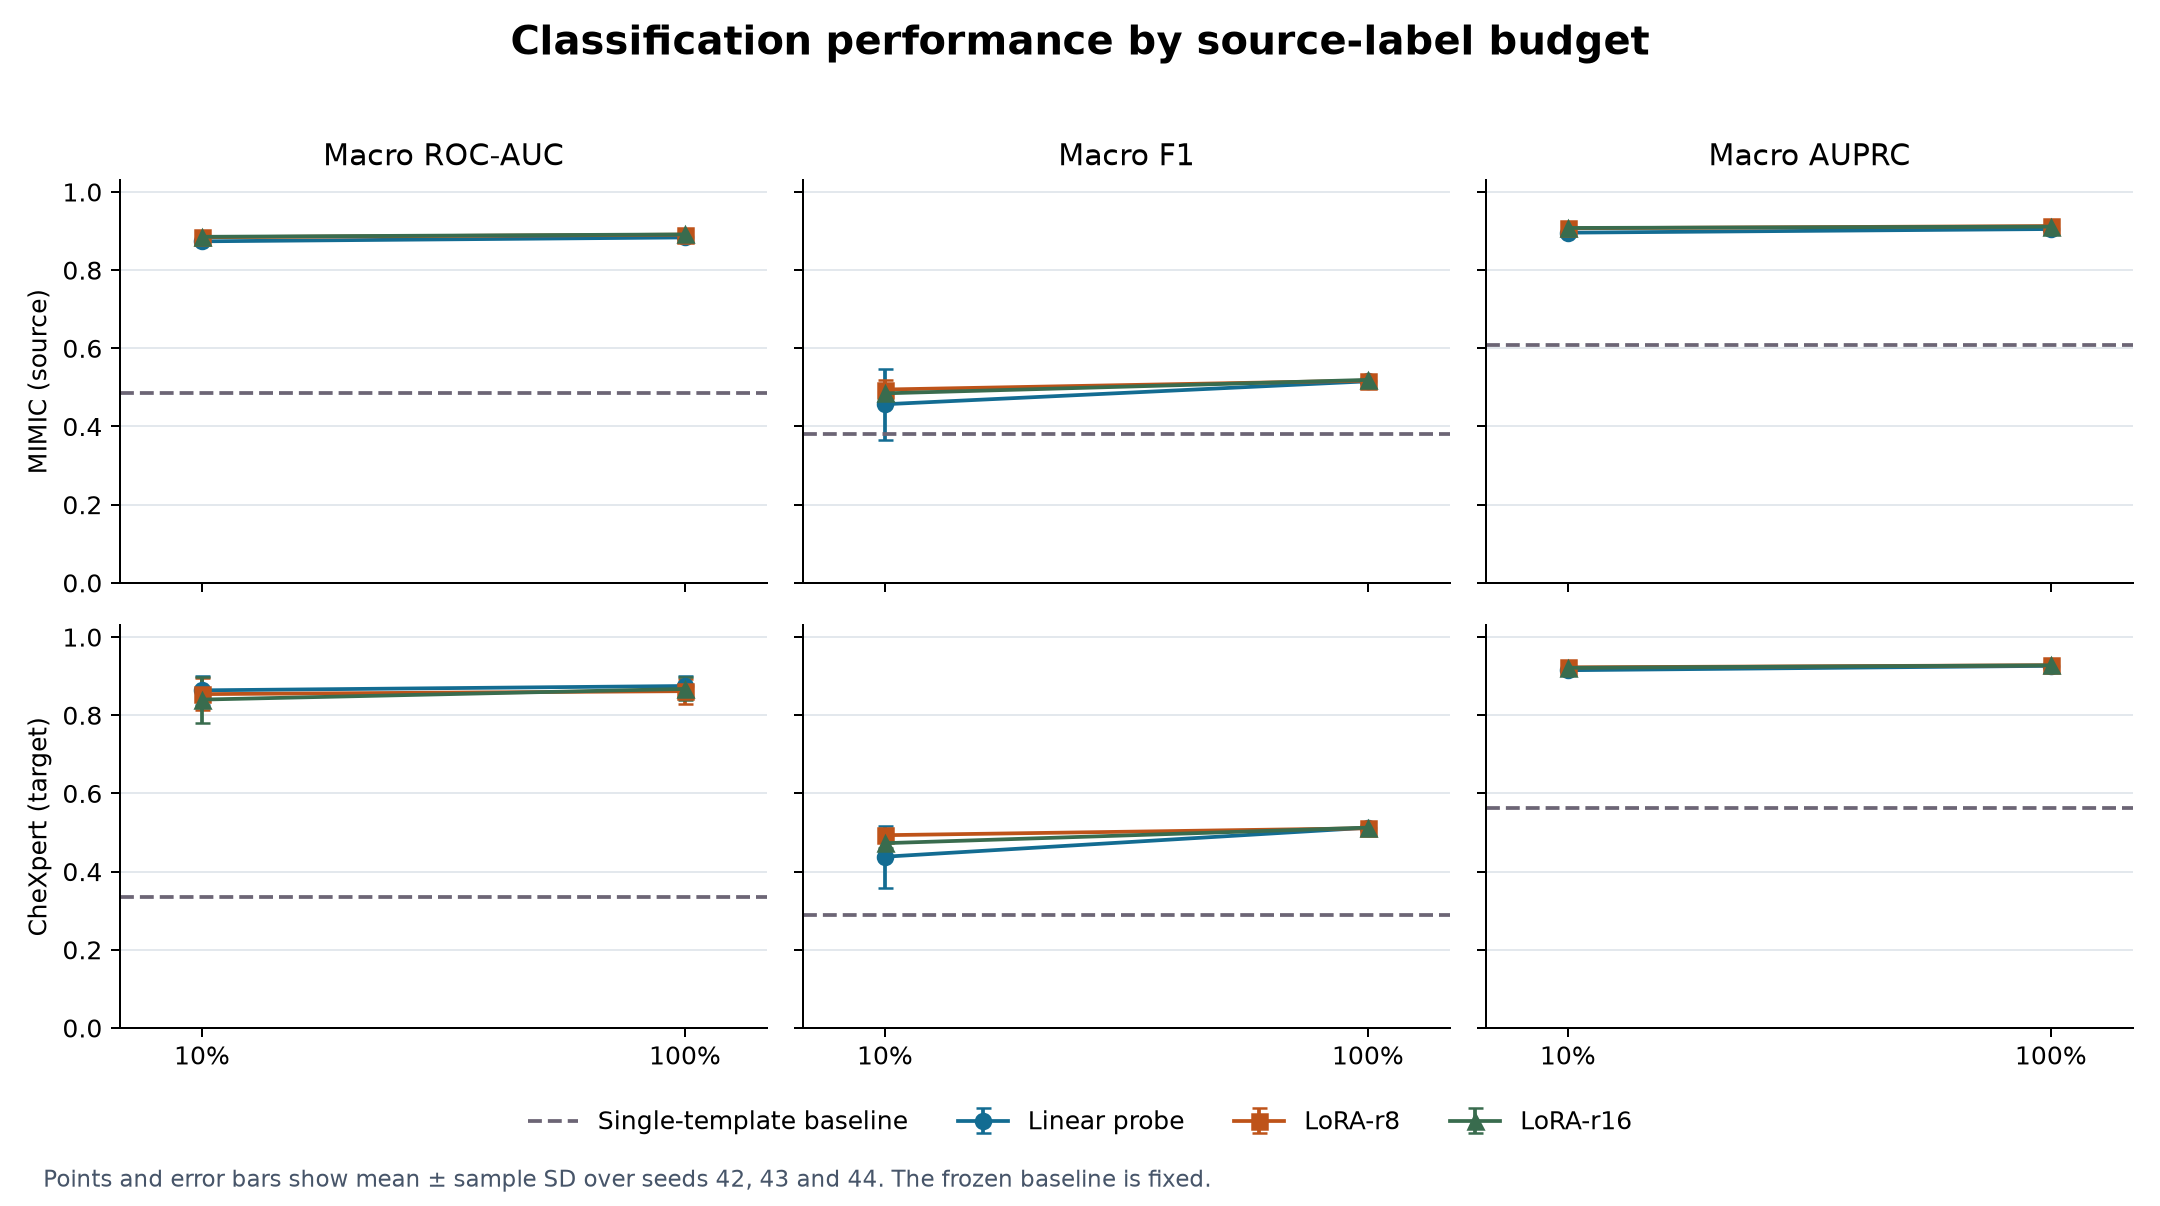 Classification performance by source-label budget
Macro ROC-AUC
Macro F1
Macro AUPRC
MIMIC (source)
1.0
0.8
0.6
0.4
0.2
0.0
CheXpert (target)
1.0
0.8
0.6
0.4
0.2
0.0
10% 100%
10% 100%
10% 100%
Single-template baseline
Linear probe
LoRA-r8
LoRA-r16
Points and error bars show mean ± sample SD over seeds 42, 43 and 44. The frozen baseline is fixed.